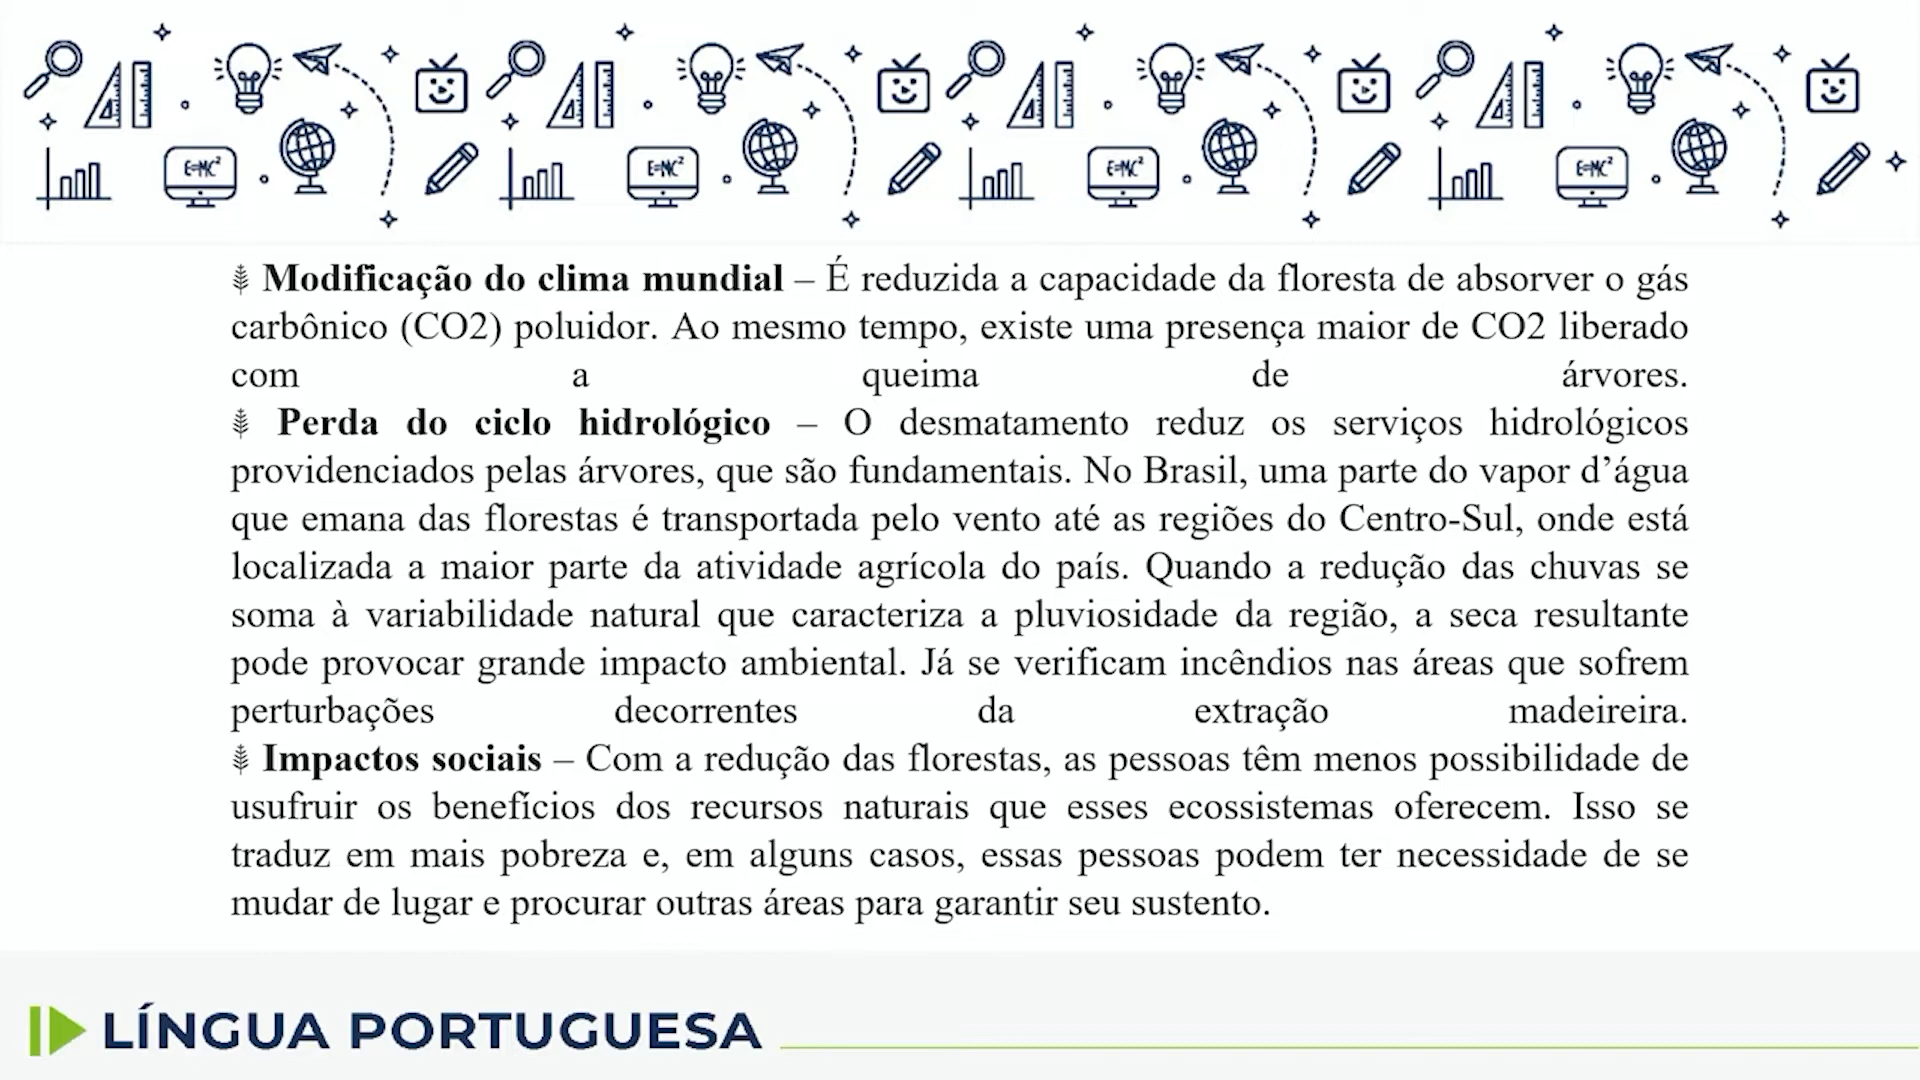 E=MC²
E=MC²
E=MC²
E=MC²
Modificação do clima mundial – É reduzida a capacidade da floresta de absorver o gás
carbônico (CO2) poluidor. Ao mesmo tempo, existe uma presença maior de CO2 liberado
com a queima de árvores.
Perda do ciclo hidrológico – O desmatamento reduz os serviços hidrológicos
providenciados pelas árvores, que são fundamentais. No Brasil, uma parte do vapor d’água
que emana das florestas é transportada pelo vento até as regiões do Centro-Sul, onde está
localizada a maior parte da atividade agrícola do país. Quando a redução das chuvas se
soma à variabilidade natural que caracteriza a pluviosidade da região, a seca resultante
pode provocar grande impacto ambiental. Já se verificam incêndios nas áreas que sofrem
perturbações decorrentes da extração madeireira.
Impactos sociais – Com a redução das florestas, as pessoas têm menos possibilidade de
usufruir os benefícios dos recursos naturais que esses ecossistemas oferecem. Isso se
traduz em mais pobreza e, em alguns casos, essas pessoas podem ter necessidade de se
mudar de lugar e procurar outras áreas para garantir seu sustento.
LÍNGUA PORTUGUESA